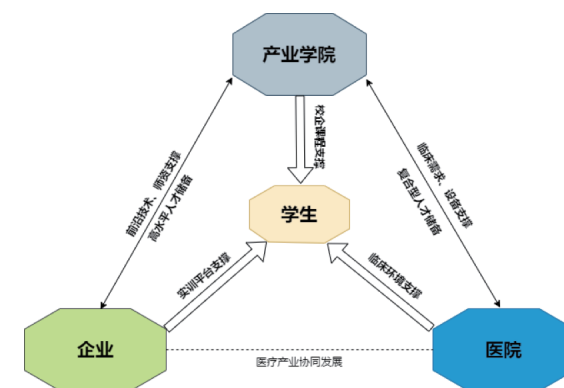 产业学院
校企课程支撑
前沿技术、师资支撑
高水平人才储备
临床需求、设备支撑
复合型人才储备
学生
实训平台支撑
临床环境支撑
企业
医疗产业协同发展
医院